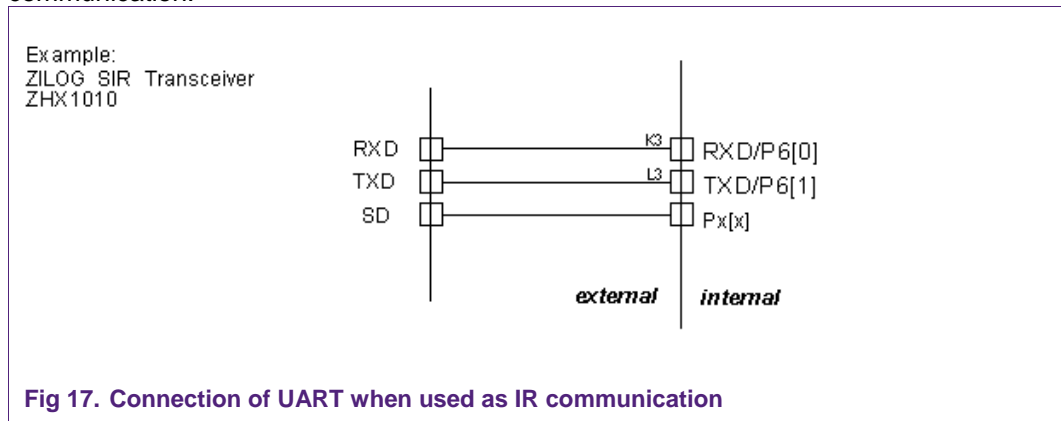 communication.
Example:
ZILOG SIR Transceiver
ZHX1010
RXD K3 RXD/P6[0]
TXD L3 TXD/P6[1]
SD Px[x]
external internal
Fig 17. Connection of UART when used as IR communication